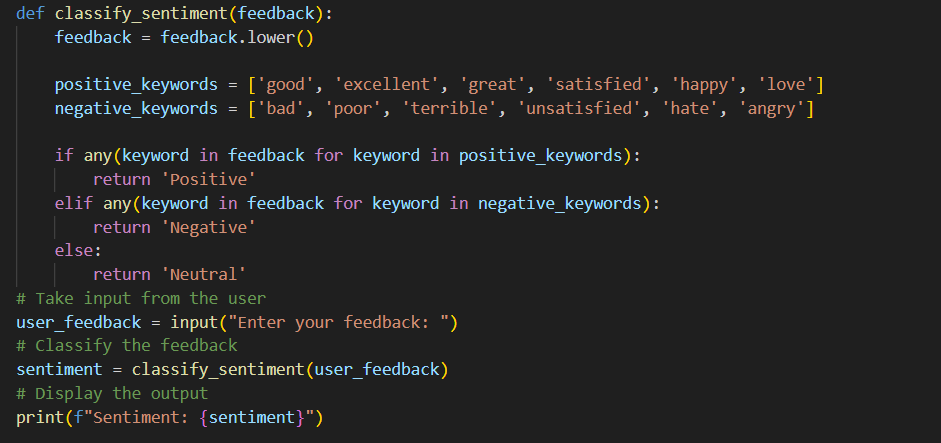 def classify_sentiment(feedback):
    feedback = feedback.lower()

    positive_keywords = ['good', 'excellent', 'great', 'satisfied', 'happy', 'love']
    negative_keywords = ['bad', 'poor', 'terrible', 'unsatisfied', 'hate', 'angry']

    if any(keyword in feedback for keyword in positive_keywords):
        return 'Positive'
    elif any(keyword in feedback for keyword in negative_keywords):
        return 'Negative'
    else:
        return 'Neutral'
# Take input from the user
user_feedback = input("Enter your feedback: ")
# Classify the feedback
sentiment = classify_sentiment(user_feedback)
# Display the output
print(f"Sentiment: {sentiment}")